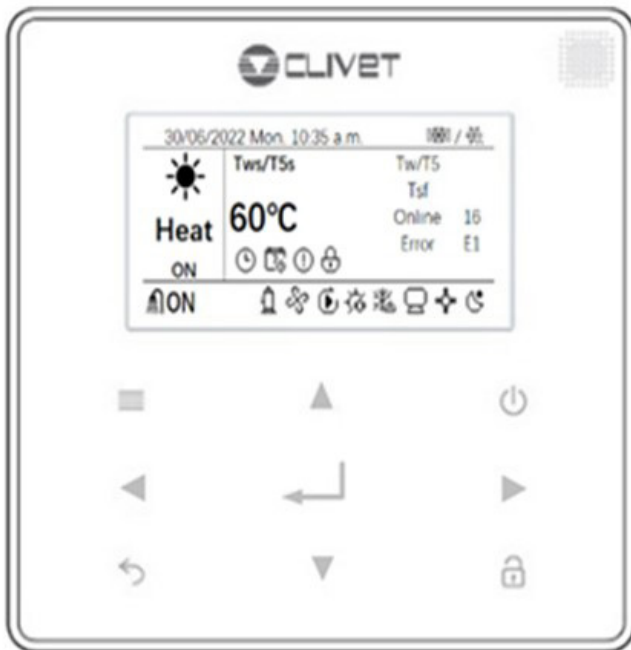 CLIVET
30/06/2022 Mon. 10:35 a.m. /
Tws/T5s Tw/T5
Tsf
60°C
Heat Online 16
Error E1
ON
ON